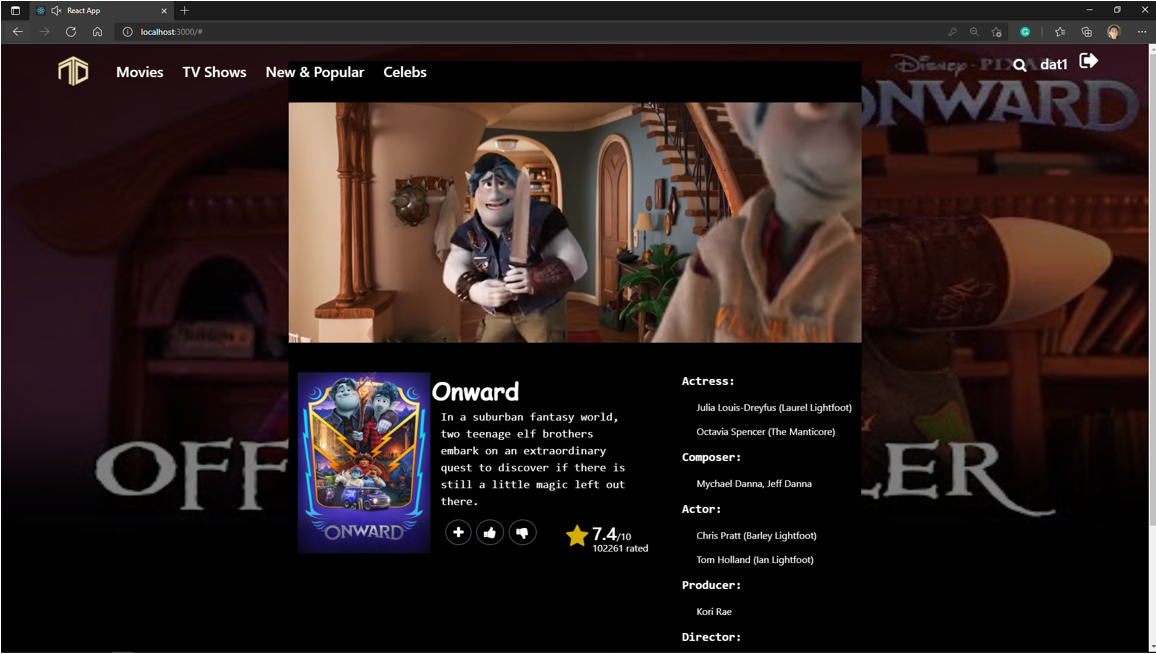 React App
localhost:3000/#
Movies TV Shows New & Popular Celebs
dat1
Disney · PIXAR
ONWARD
OFF
ER
ONWARD
Onward
In a suburban fantasy world,
two teenage elf brothers
embark on an extraordinary
quest to discover if there is
still a little magic left out
there.
7.4/10
102261 rated
Actress:
Julia Louis-Dreyfus (Laurel Lightfoot)
Octavia Spencer (The Manticore)
Composer:
Mychael Danna, Jeff Danna
Actor:
Chris Pratt (Barley Lightfoot)
Tom Holland (Ian Lightfoot)
Producer:
Kori Rae
Director: